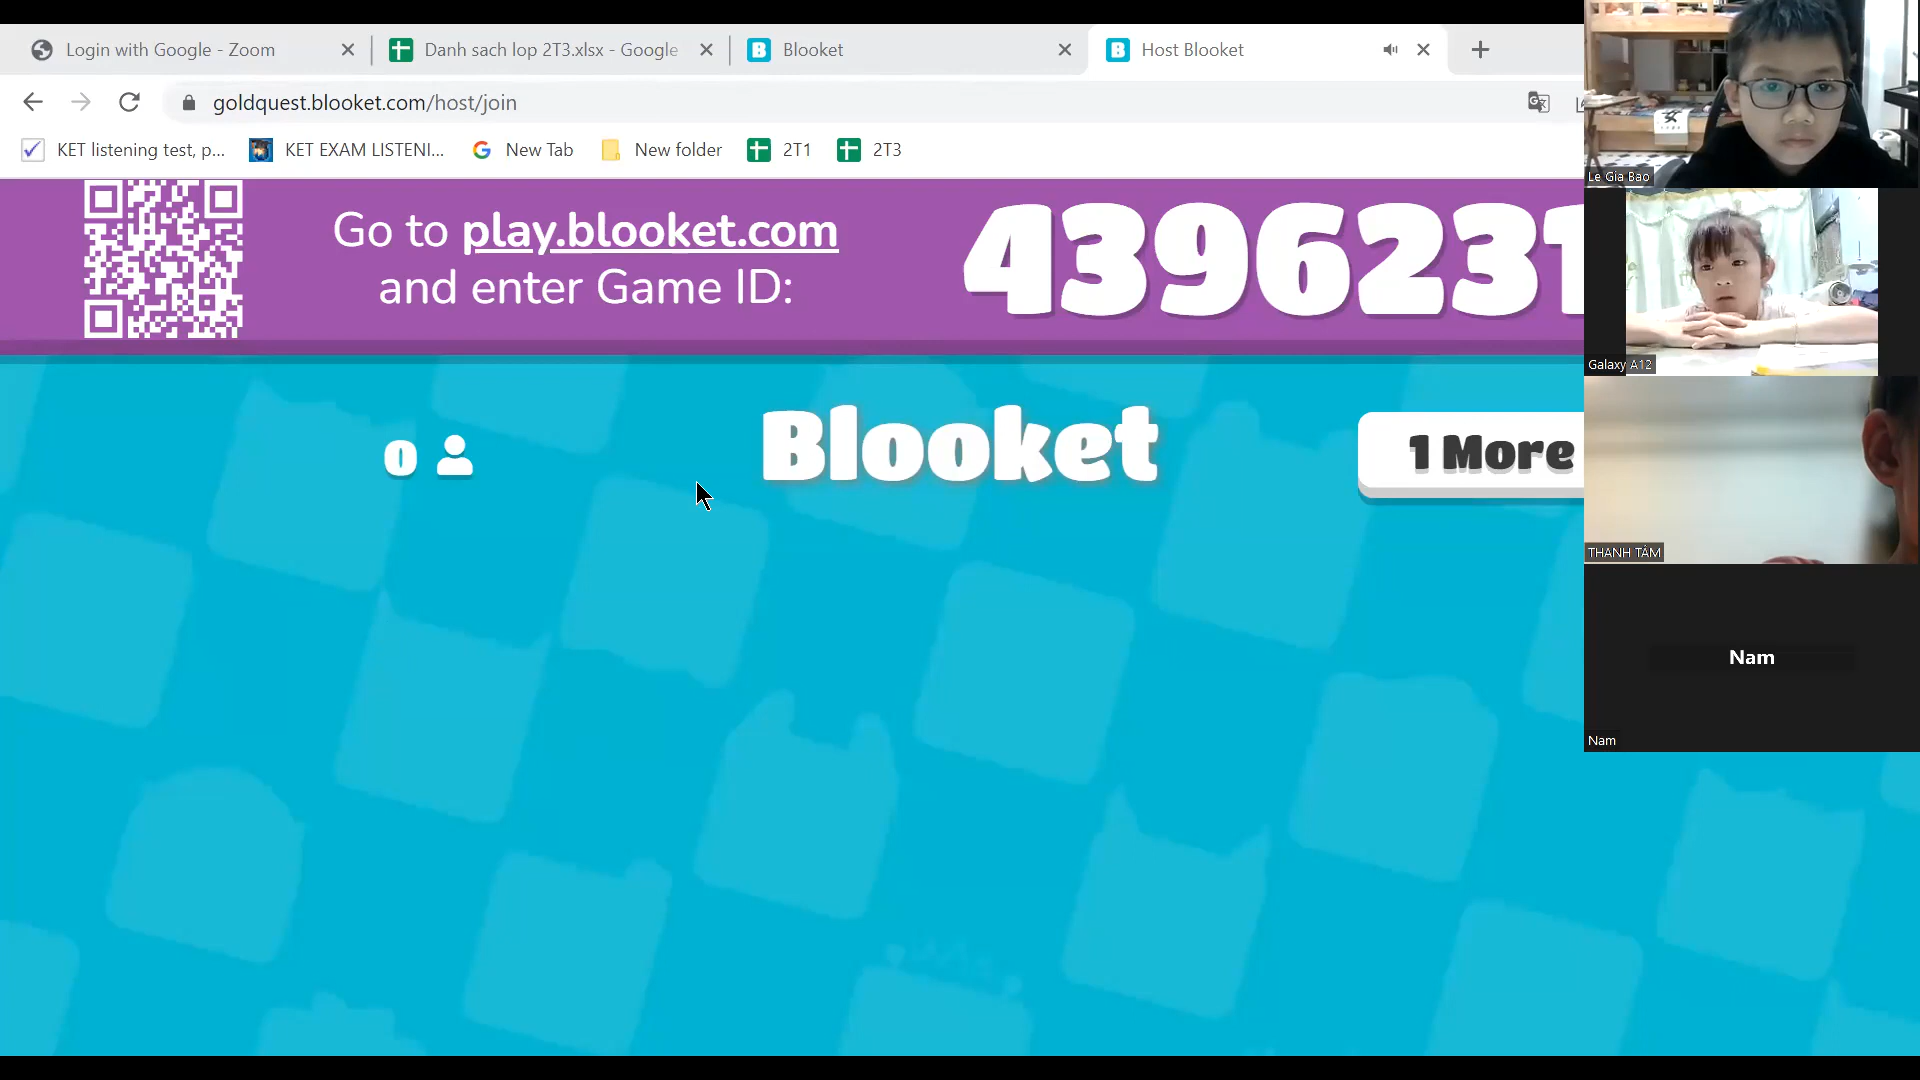 Login with Google - Zoom
Danh sach lop 2T3.xlsx - Google
Blooket
Host Blooket
goldquest.blooket.com/host/join
KET listening test, p...
KET EXAM LISTENI...
New Tab
New folder
2T1
2T3
Go to play.blooket.com
and enter Game ID:
4396231
0
Blooket
1 More
Le Gia Bao
Galaxy A12
THANH TÂM
Nam
Nam